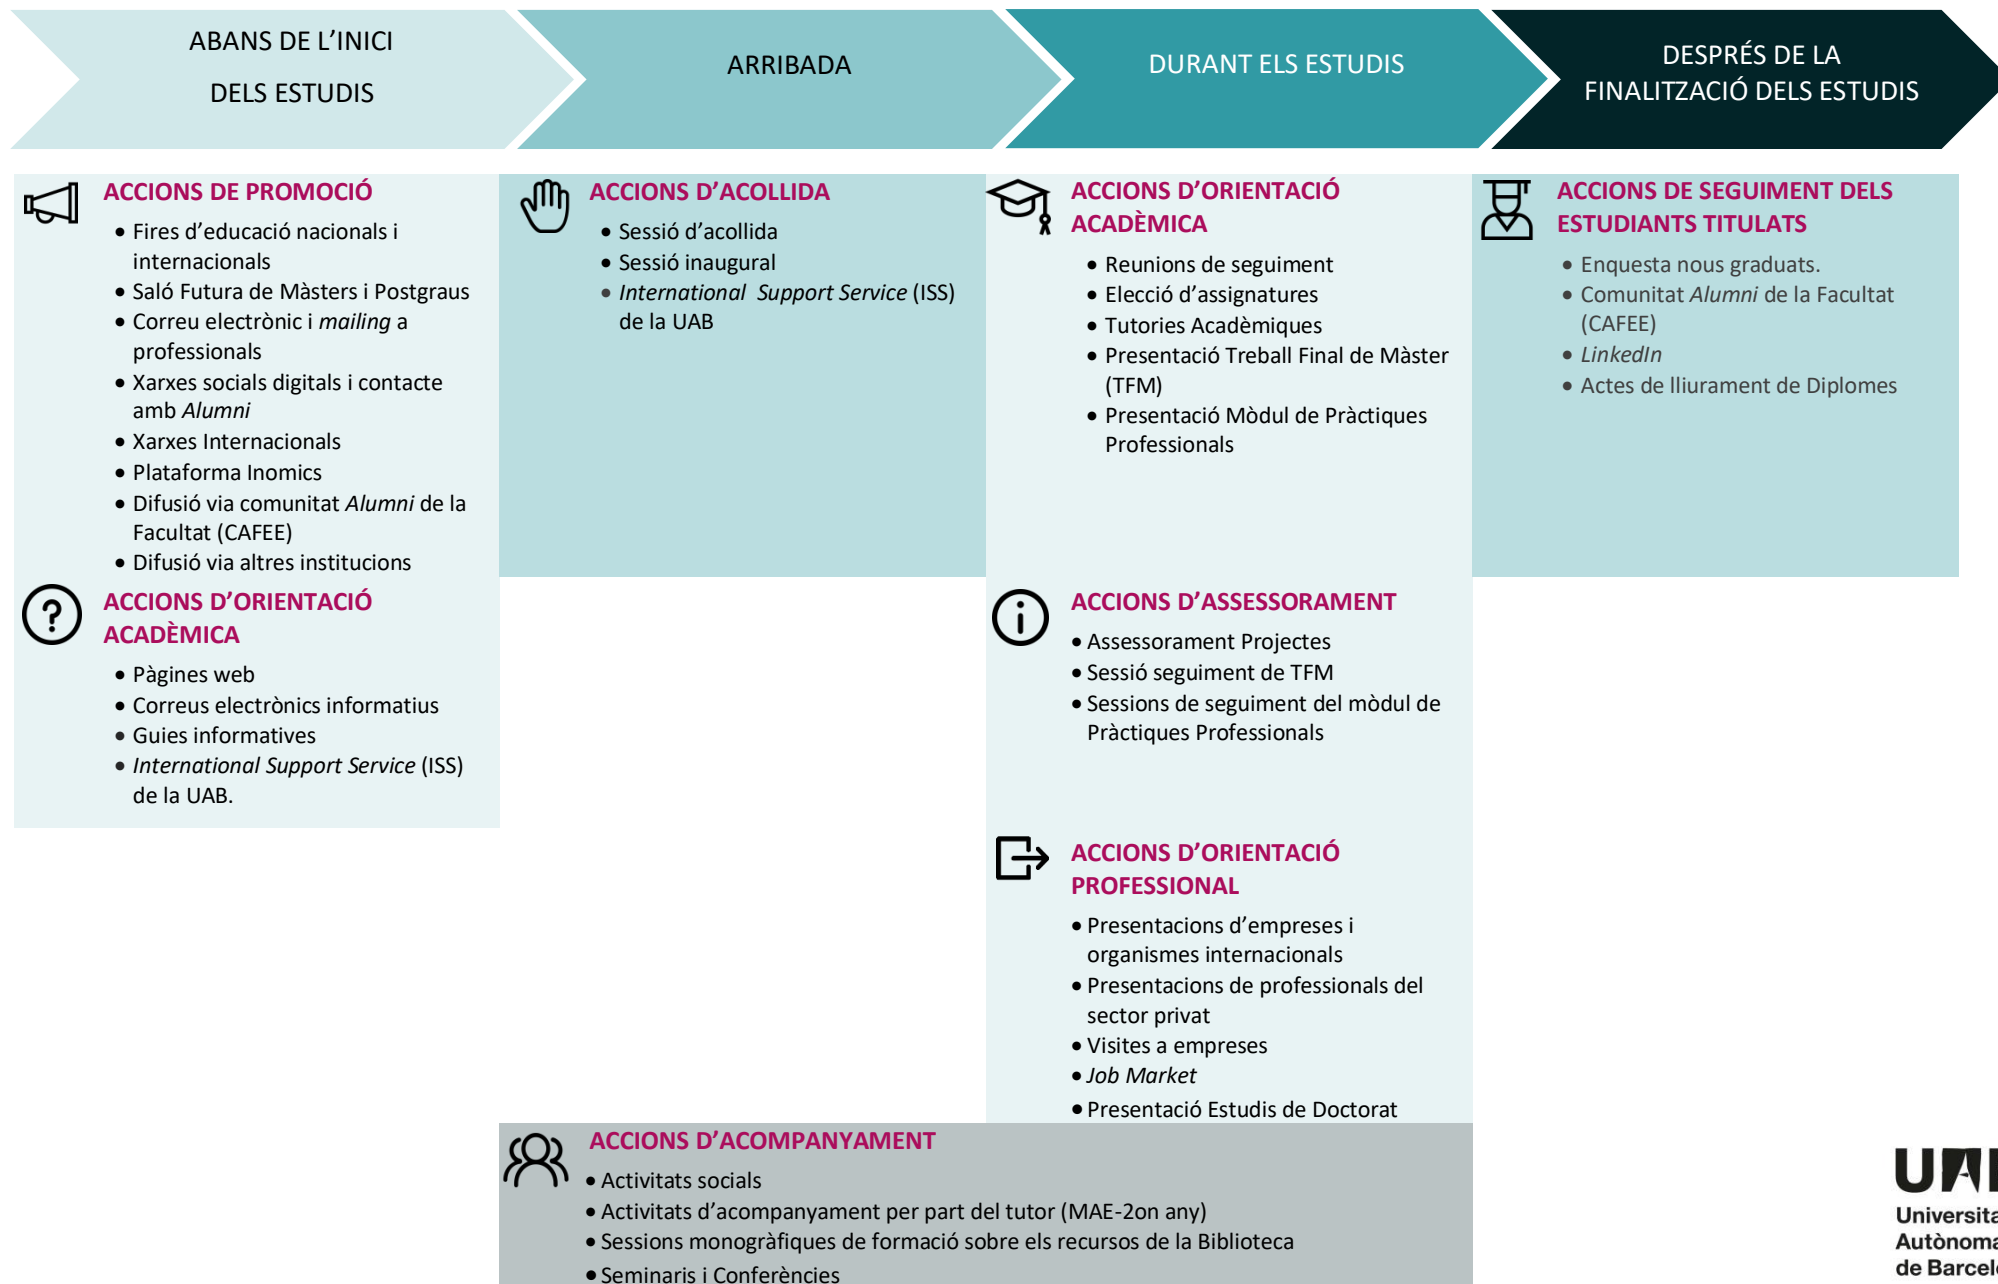 ABANS DE L’INICI
DELS ESTUDIS
ARRIBADA
DURANT ELS ESTUDIS
DESPRÉS DE LA
FINALITZACIÓ DELS ESTUDIS
ACCIONS DE PROMOCIÓ
• Fires d’educació nacionals i
internacionals
• Saló Futura de Màsters i Postgraus
• Correu electrònic i mailing a
professionals
• Xarxes socials digitals i contacte
amb Alumni
• Xarxes Internacionals
• Plataforma Inomics
• Difusió via comunitat Alumni de la
Facultat (CAFEE)
• Difusió via altres institucions
ACCIONS D’ORIENTACIÓ
ACADÈMICA
• Pàgines web
• Correus electrònics informatius
• Guies informatives
• International Support Service (ISS)
de la UAB.
ACCIONS D’ACOLLIDA
• Sessió d’acollida
• Sessió inaugural
• International Support Service (ISS)
de la UAB
ACCIONS D’ORIENTACIÓ
ACADÈMICA
• Reunions de seguiment
• Elecció d’assignatures
• Tutories Acadèmiques
• Presentació Treball Final de Màster
(TFM)
• Presentació Mòdul de Pràctiques
Professionals
ACCIONS D’ASSESSORAMENT
• Assessorament Projectes
• Sessió seguiment de TFM
• Sessions de seguiment del mòdul de
Pràctiques Professionals
ACCIONS D’ORIENTACIÓ
PROFESSIONAL
• Presentacions d’empreses i
organismes internacionals
• Presentacions de professionals del
sector privat
• Visites a empreses
• Job Market
• Presentació Estudis de Doctorat
ACCIONS DE SEGUIMENT DELS
ESTUDIANTS TITULATS
• Enquesta nous graduats.
• Comunitat Alumni de la Facultat
(CAFEE)
• LinkedIn
• Actes de lliurament de Diplomes
ACCIONS D’ACOMPANYAMENT
• Activitats socials
• Activitats d’acompanyament per part del tutor (MAE-2on any)
• Sessions monogràfiques de formació sobre els recursos de la Biblioteca
• Seminaris i Conferències
UA
Universita
Autònoma
de Barcel